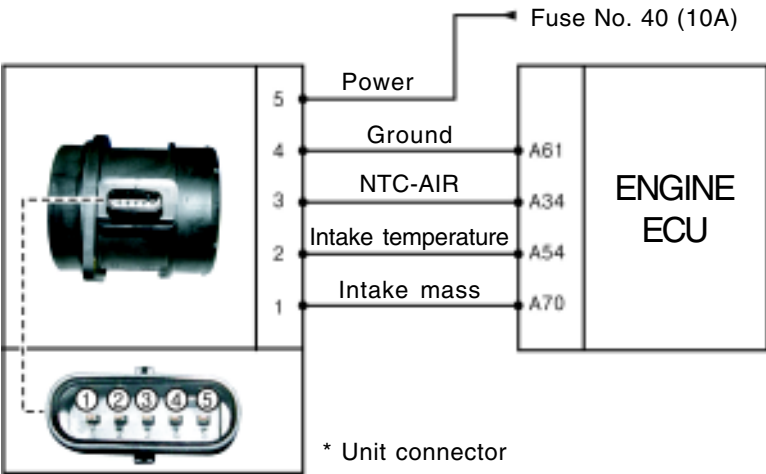 Fuse No. 40 (10A)
5
Power
4
Ground
A61
3
NTC-AIR
A34
2
Intake temperature
A54
1
Intake mass
A70
ENGINE
ECU
① ② ③ ④ ⑤
* Unit connector